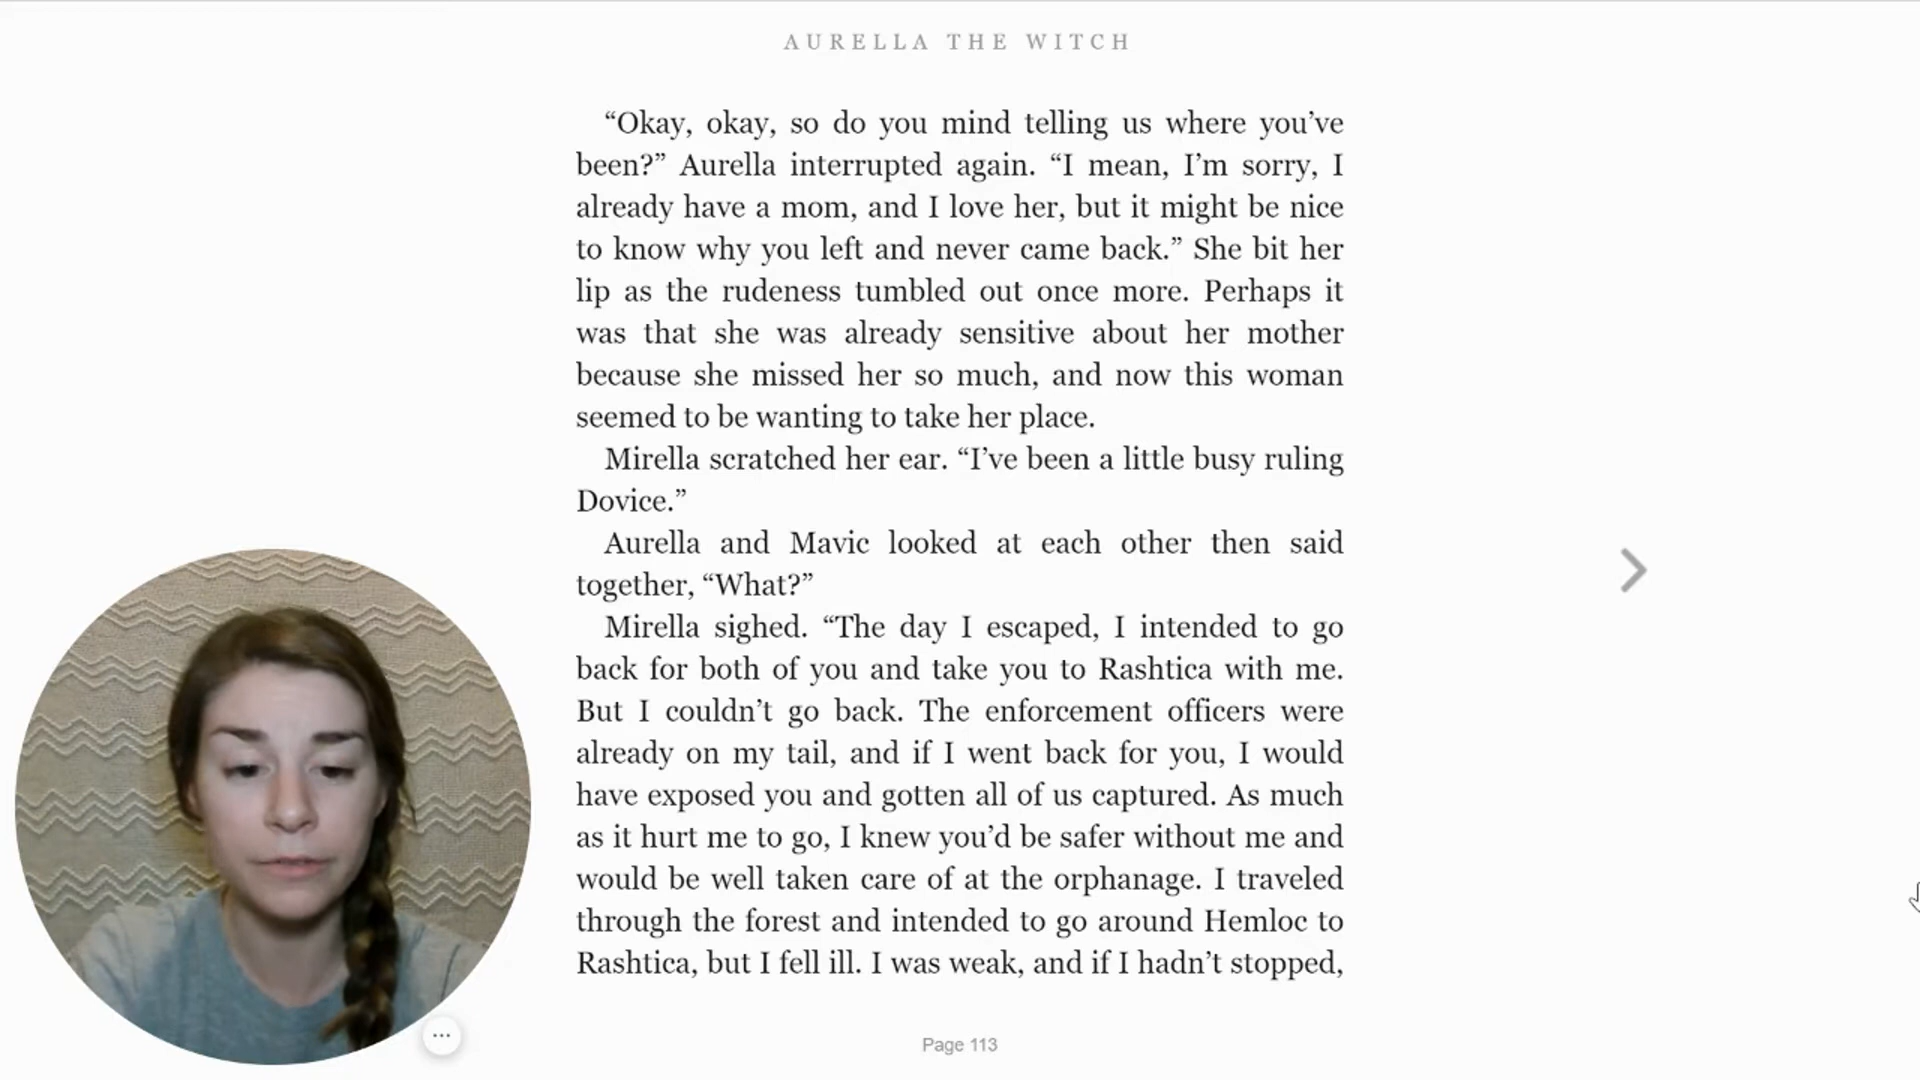 AURELLA THE WITCH
“Okay, okay, so do you mind telling us where you’ve
been?” Aurella interrupted again. “I mean, I’m sorry, I
already have a mom, and I love her, but it might be nice
to know why you left and never came back.” She bit her
lip as the rudeness tumbled out once more. Perhaps it
was that she was already sensitive about her mother
because she missed her so much, and now this woman
seemed to be wanting to take her place.
Mirella scratched her ear. “I’ve been a little busy ruling
Dovice.”
Aurella and Mavic looked at each other then said
together, “What?”
Mirella sighed. “The day I escaped, I intended to go
back for both of you and take you to Rashtica with me.
But I couldn’t go back. The enforcement officers were
already on my tail, and if I went back for you, I would
have exposed you and gotten all of us captured. As much
as it hurt me to go, I knew you’d be safer without me and
would be well taken care of at the orphanage. I traveled
through the forest and intended to go around Hemloc to
Rashtica, but I fell ill. I was weak, and if I hadn’t stopped,
Page 113